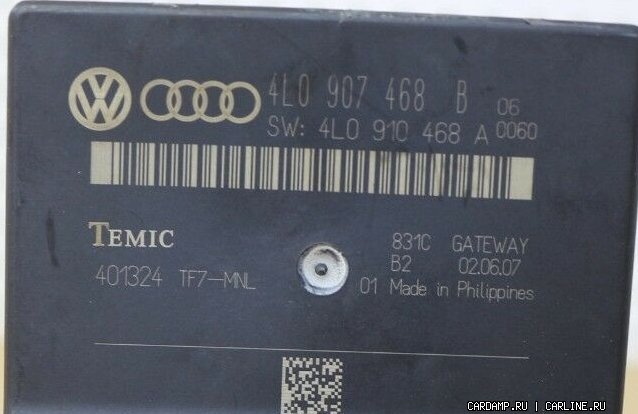 4L0 907 468 B 06
SW: 4L0 910 468 A 0060
TEMIC
831C GATEWAY
B2 02.06.07
401324 TF7-MNL
01 Made in Philippines
CARDAMP.RU | CARLINE.RU